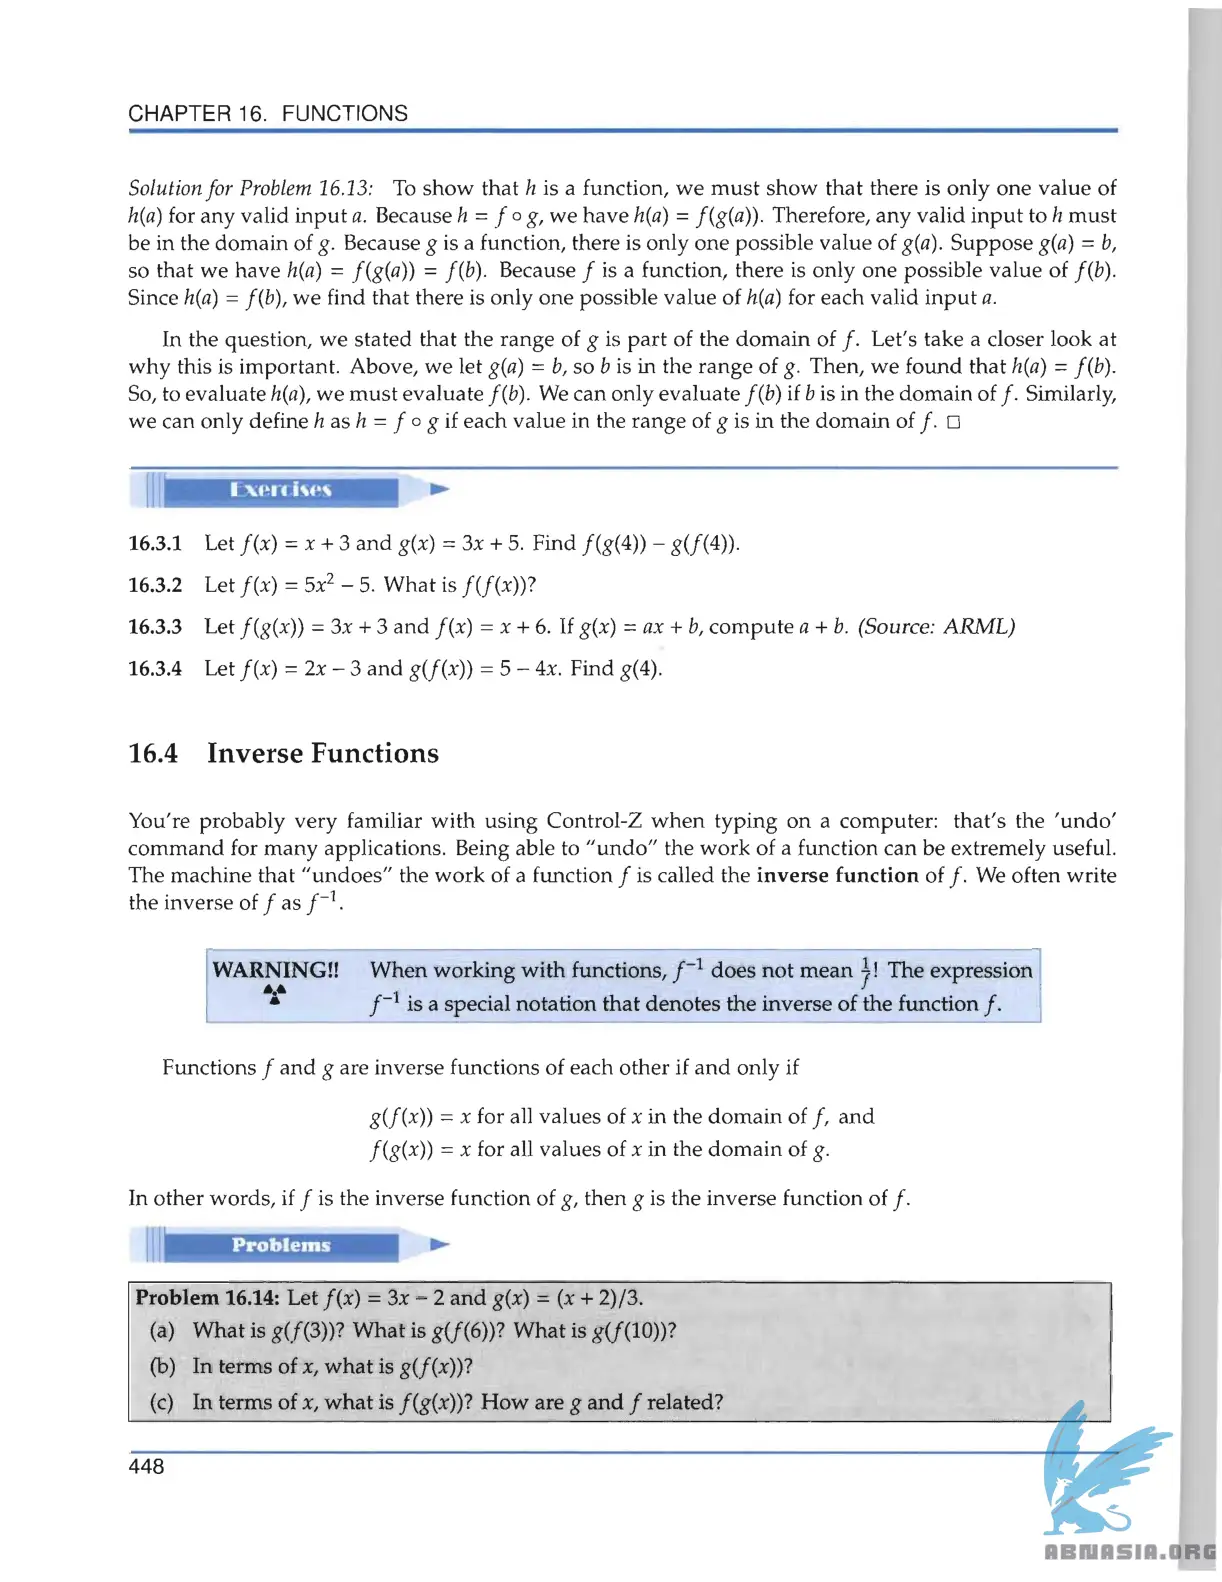 CHAPTER 16. FUNCTIONS
Solution for Problem 16.13: To show that h is a function, we must show that there is only one value of
h(a) for any valid input a. Because h = f ∘ g, we have h(a) = f(g(a)). Therefore, any valid input to h must
be in the domain of g. Because g is a function, there is only one possible value of g(a). Suppose g(a) = b,
so that we have h(a) = f(g(a)) = f(b). Because f is a function, there is only one possible value of f(b).
Since h(a) = f(b), we find that there is only one possible value of h(a) for each valid input a.
In the question, we stated that the range of g is part of the domain of f. Let's take a closer look at
why this is important. Above, we let g(a) = b, so b is in the range of g. Then, we found that h(a) = f(b).
So, to evaluate h(a), we must evaluate f(b). We can only evaluate f(b) if b is in the domain of f. Similarly,
we can only define h as h = f ∘ g if each value in the range of g is in the domain of f. □
Exercises
16.3.1 Let f(x) = x + 3 and g(x) = 3x + 5. Find f(g(4)) − g(f(4)).
16.3.2 Let f(x) = 5x² − 5. What is f(f(x))?
16.3.3 Let f(g(x)) = 3x + 3 and f(x) = x + 6. If g(x) = ax + b, compute a + b. (Source: ARML)
16.3.4 Let f(x) = 2x − 3 and g(f(x)) = 5 − 4x. Find g(4).
16.4 Inverse Functions
You're probably very familiar with using Control-Z when typing on a computer: that's the 'undo'
command for many applications. Being able to "undo" the work of a function can be extremely useful.
The machine that "undoes" the work of a function f is called the inverse function of f. We often write
the inverse of f as f⁻¹.
WARNING!! When working with functions, f⁻¹ does not mean 1/f! The expression
f⁻¹ is a special notation that denotes the inverse of the function f.
Functions f and g are inverse functions of each other if and only if
g(f(x)) = x for all values of x in the domain of f, and
f(g(x)) = x for all values of x in the domain of g.
In other words, if f is the inverse function of g, then g is the inverse function of f.
Problems
Problem 16.14: Let f(x) = 3x − 2 and g(x) = (x + 2)/3.
(a) What is g(f(3))? What is g(f(6))? What is g(f(10))?
(b) In terms of x, what is g(f(x))?
(c) In terms of x, what is f(g(x))? How are g and f related?
448
ABNASIA.ORG